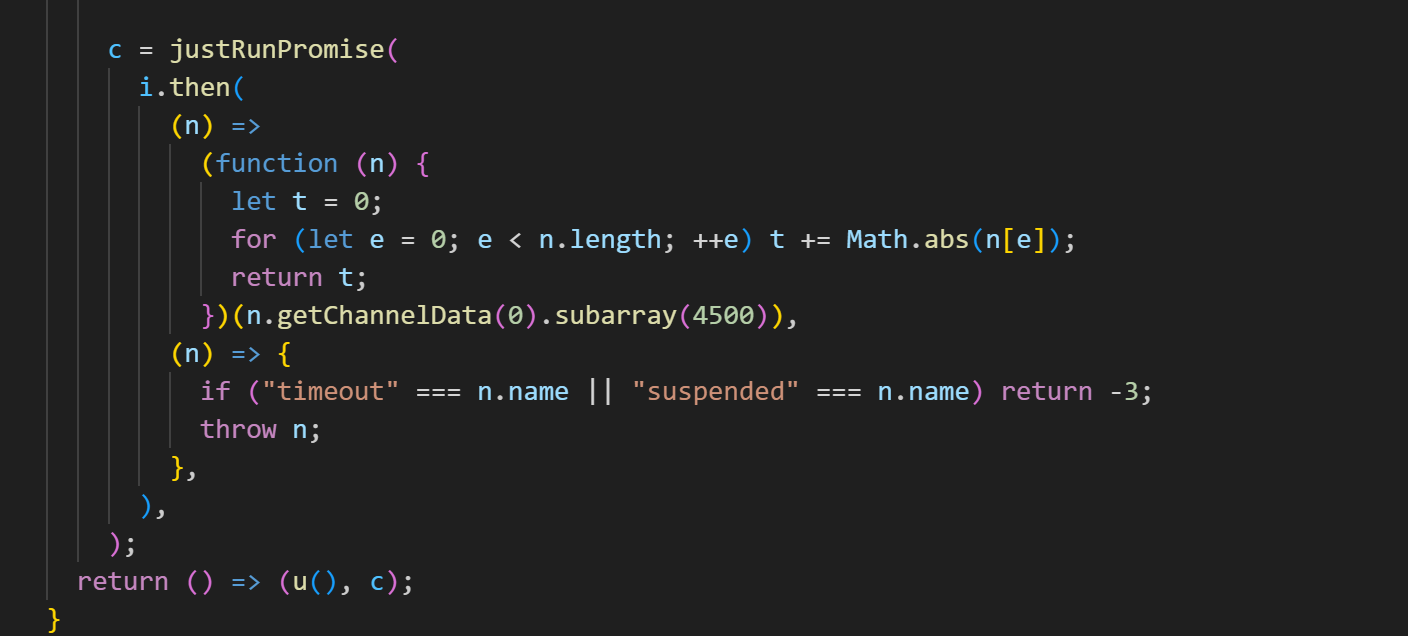 c = justRunPromise(
i.then(
(n) =>
(function (n) {
let t = 0;
for (let e = 0; e < n.length; ++e) t += Math.abs(n[e]);
return t;
})(n.getChannelData(0).subarray(4500)),
(n) => {
if ("timeout" === n.name || "suspended" === n.name) return -3;
throw n;
},
),
);
return () => (u(), c);
}